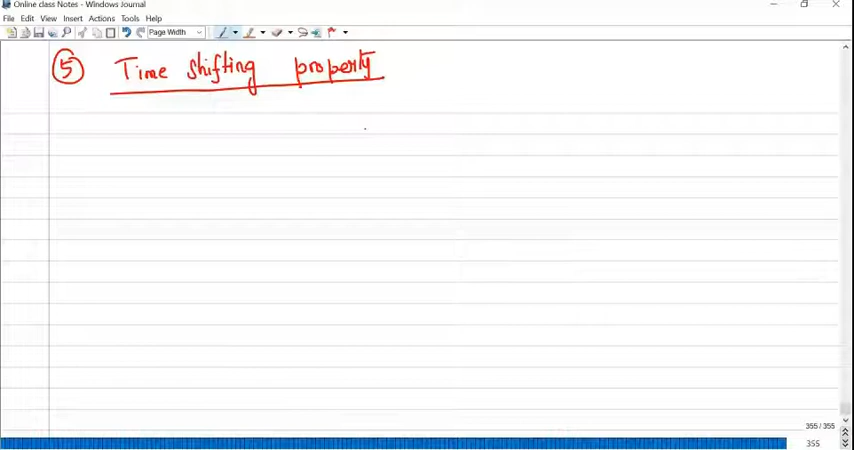 Online class Notes - Windows Journal
File Edit View Insert Actions Tools Help
Page Width
5 Time shifting property
355 / 355
355